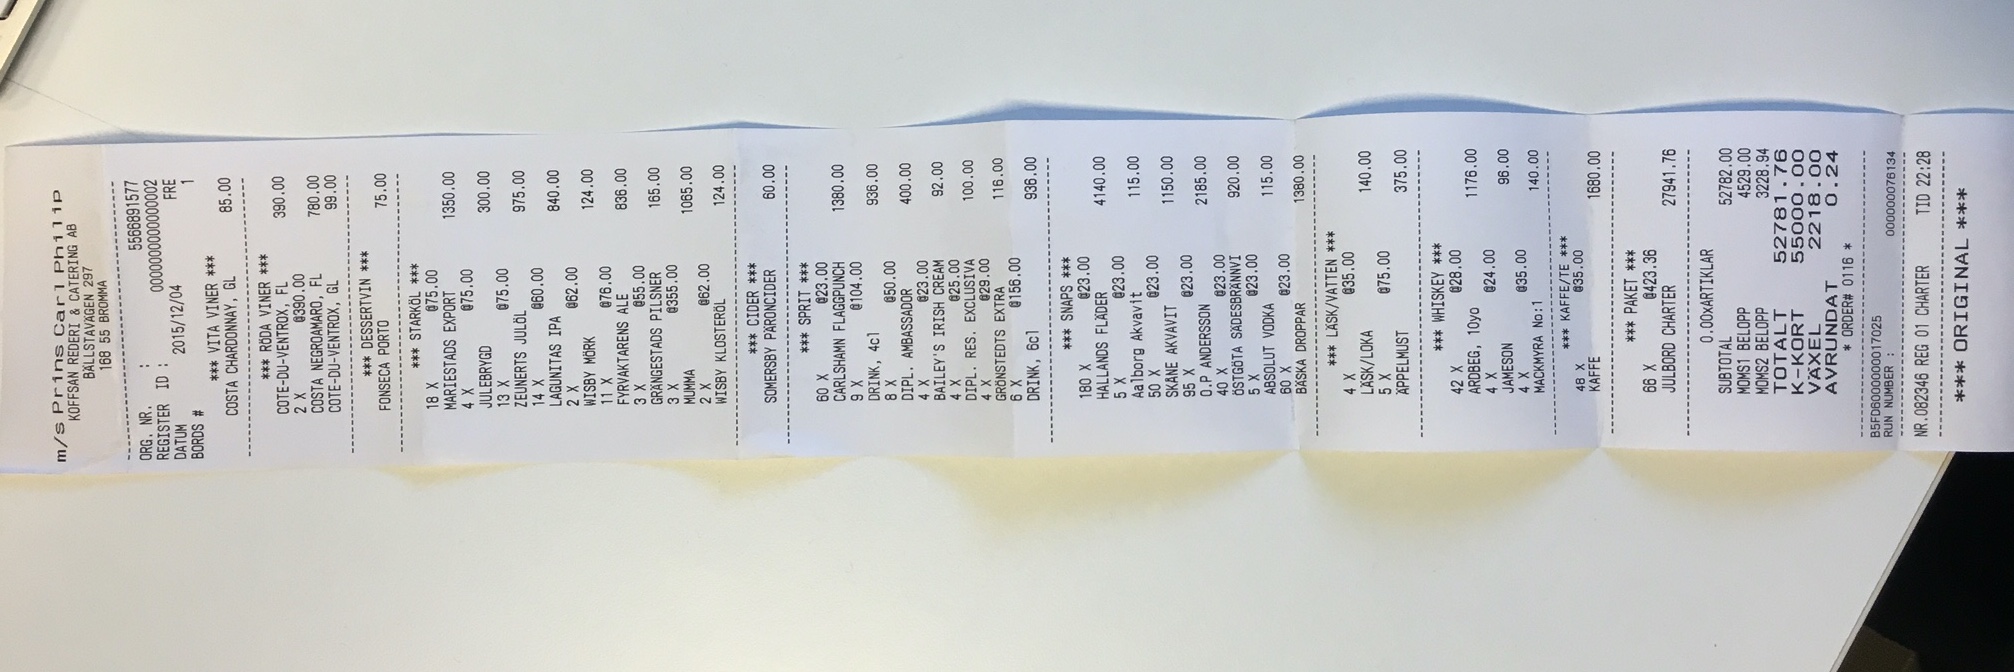 m/s Prins Carl Philip
KOFFSAN REDERI & CATERING AB
BÄLLSTAVÄGEN 297
168 55 BROMMA
ORG. NR. : 5566891577
REGISTER ID : 0000000000000002
DATUM 2015/12/04 FRE
BORDS # 1
*** VITA VINER ***
COSTA CHARDONNAY, GL 85.00
*** RÖDA VINER ***
COTE-DU-VENTROX, FL 390.00
2 X @390.00
COSTA NEGROAMARO, FL 780.00
COTE-DU-VENTROX, GL 99.00
*** DESSERTVIN ***
FONSECA PORTO 75.00
*** STARKÖL ***
18 X @75.00
MARIESTADS EXPORT 1350.00
4 X @75.00
JULEBRYGD 300.00
13 X @75.00
ZEUNERTS JULÖL 975.00
14 X @60.00
LAGUNITAS IPA 840.00
2 X @62.00
WISBY MÖRK 124.00
11 X @76.00
FYRVAKTARENS ALE 836.00
3 X @55.00
GRÄNGESTADS PILSNER 165.00
3 X @355.00
MUMMA 1065.00
2 X @62.00
WISBY KLOSTERÖL 124.00
*** CIDER ***
SOMERSBY PÄRONCIDER 60.00
*** SPRIT ***
60 X @23.00
CARLSHAMN FLAGGPUNCH 1380.00
9 X @104.00
DRINK, 4cl 936.00
8 X @50.00
DIPL. AMBASSADOR 400.00
4 X @23.00
BAILEY'S IRISH CREAM 92.00
4 X @25.00
DIPL. RES. EXCLUSIVA 100.00
4 X @29.00
GRÖNSTEDTS EXTRA 116.00
6 X @156.00
DRINK, 6cl 936.00
*** SNAPS ***
180 X @23.00
HALLANDS FLÄDER 4140.00
5 X @23.00
Aalborg Akvavit 115.00
50 X @23.00
SKÅNE AKVAVIT 1150.00
95 X @23.00
O.P ANDERSSON 2185.00
40 X @23.00
ÖSTGÖTA SÄDESBRÄNNVI 920.00
5 X @23.00
ABSOLUT VODKA 115.00
60 X @23.00
BÄSKA DROPPAR 1380.00
*** LÄSK/VATTEN ***
4 X @35.00
LÄSK/LOKA 140.00
5 X @75.00
ÄPPELMUST 375.00
*** WHISKEY ***
42 X @28.00
ARDBEG, 10yo 1176.00
4 X @24.00
JAMESON 96.00
4 X @35.00
MACKMYRA No:1 140.00
*** KAFFE/TE ***
48 X @35.00
KAFFE 1680.00
*** PAKET ***
66 X @423.36
JULBORD CHARTER 27941.76
0.00xARTIKLAR
SUBTOTAL 52782.00
MOMS1 BELOPP 4529.00
MOMS2 BELOPP 3228.94
TOTALT 52781.76
K-KORT 55000.00
VÄXEL 2218.00
AVRUNDAT 0.24
* ORDER# 0116 *
B5FD6000000017025
RUN NUMBER : 000000076134
NR.082346 REG 01 CHARTER TID 22:28
*** ORIGINAL ***